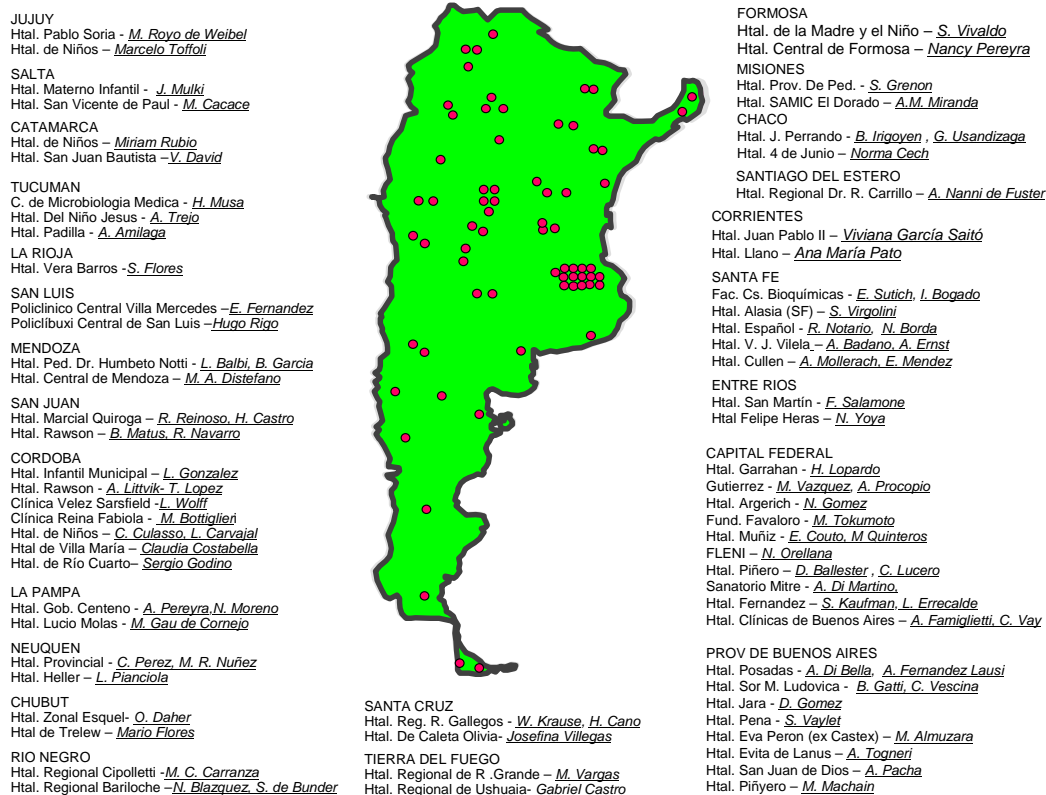 JUJUY
Htal. Pablo Soria - M. Royo de Weibel
Htal. de Niños - Marcelo Toffoli
SALTA
Htal. Materno Infantil - J. Mulki
Htal. San Vicente de Paul - M. Cacace
CATAMARCA
Htal. de Niños – Miriam Rubio
Htal. San Juan Bautista –V. David
TUCUMAN
C. de Microbiologia Medica - H. Musa
Htal. Del Niño Jesus - A. Trejo
Htal. Padilla - A. Amilaga
LA RIOJA
Htal. Vera Barros -S. Flores
SAN LUIS
Policlinico Central Villa Mercedes –E. Fernandez
Policlíbuxi Central de San Luis –Hugo Rigo
MENDOZA
Htal. Ped. Dr. Humbeto Notti - L. Balbi, B. Garcia
Htal. Central de Mendoza – M. A. Distefano
SAN JUAN
Htal. Marcial Quiroga – R. Reinoso, H. Castro
Htal. Rawson – B. Matus, R. Navarro
CORDOBA
Htal. Infantil Municipal – L. Gonzalez
Htal. Rawson - A. Littvik- T. Lopez
Clínica Velez Sarsfield -L. Wolff
Clínica Reina Fabiola - M. Bottiglieri
Htal. de Niños – C. Culasso, L. Carvajal
Htal de Villa María – Claudia Costabella
Htal. de Río Cuarto– Sergio Godino
LA PAMPA
Htal. Gob. Centeno - A. Pereyra,N. Moreno
Htal. Lucio Molas - M. Gau de Cornejo
NEUQUEN
Htal. Provincial - C. Perez, M. R. Nuñez
Htal. Heller – L. Pianciola
CHUBUT
Htal. Zonal Esquel- O. Daher
Htal de Trelew – Mario Flores
RIO NEGRO
Htal. Regional Cipolletti -M. C. Carranza
Htal. Regional Bariloche –N. Blazquez, S. de Bunder
SANTA CRUZ
Htal. Reg. R. Gallegos - W. Krause, H. Cano
Htal. De Caleta Olivia- Josefina Villegas
TIERRA DEL FUEGO
Htal. Regional de R .Grande – M. Vargas
Htal. Regional de Ushuaia- Gabriel Castro
FORMOSA
Htal. de la Madre y el Niño – S. Vivaldo
Htal. Central de Formosa – Nancy Pereyra
MISIONES
Htal. Prov. De Ped. - S. Grenon
Htal. SAMIC El Dorado – A.M. Miranda
CHACO
Htal. J. Perrando - B. Irigoyen , G. Usandizaga
Htal. 4 de Junio – Norma Cech
SANTIAGO DEL ESTERO
Htal. Regional Dr. R. Carrillo – A. Nanni de Fuster
CORRIENTES
Htal. Juan Pablo II – Viviana García Saitó
Htal. Llano – Ana María Pato
SANTA FE
Fac. Cs. Bioquímicas - E. Sutich, I. Bogado
Htal. Alasia (SF) – S. Virgolini
Htal. Español - R. Notario, N. Borda
Htal. V. J. Vilela – A. Badano, A. Ernst
Htal. Cullen – A. Mollerach, E. Mendez
ENTRE RIOS
Htal. San Martín - F. Salamone
Htal Felipe Heras – N. Yoya
CAPITAL FEDERAL
Htal. Garrahan - H. Lopardo
Gutierrez - M. Vazquez, A. Procopio
Htal. Argerich - N. Gomez
Fund. Favaloro - M. Tokumoto
Htal. Muñiz - E. Couto, M Quinteros
FLENI – N. Orellana
Htal. Piñero – D. Ballester , C. Lucero
Sanatorio Mitre - A. Di Martino,
Htal. Fernandez – S. Kaufman, L. Errecalde
Htal. Clínicas de Buenos Aires – A. Famiglietti, C. Vay
PROV DE BUENOS AIRES
Htal. Posadas - A. Di Bella, A. Fernandez Lausi
Htal. Sor M. Ludovica - B. Gatti, C. Vescina
Htal. Jara - D. Gomez
Htal. Pena - S. Vaylet
Htal. Eva Peron (ex Castex) – M. Almuzara
Htal. Evita de Lanus – A. Togneri
Htal. San Juan de Dios – A. Pacha
Htal. Piñyero – M. Machain